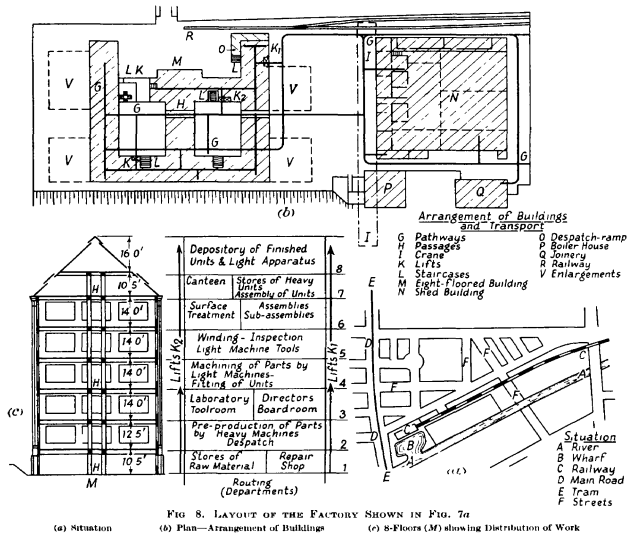 R
O
K1
L
L K
M
V
G
L
K2
V
G
H
G
I
N
G
V
K
L
V
G
P
Q
(b)
I
Arrangement of Buildings
and Transport
G Pathways
H Passages
I Crane
K Lifts
L Staircases
M Eight-floored Building
N Shed Building
O Despatch-ramp
P Boiler House
Q Joinery
R Railway
V Enlargements
16 0'
10 5'
14 0'
14 0'
14 0'
14 0'
12 5'
10 5'
H
H
H
(c)
M
Lifts K2
Lifts K1
Depository of Finished
Units & Light Apparatus
8
Canteen
Stores of Heavy
Units
Assembly of Units
7
Surface
Treatment
Assemblies
Sub-assemblies
6
Winding - Inspection
Light Machine Tools
5
Machining of Parts by
Light Machines-
Fitting of Units
4
Laboratory
Toolroom
Directors
Boardroom
3
Pre-production of Parts
by Heavy Machines
Despatch
2
Stores of
Raw Material
Repair
Shop
1
Routing
(Departments)
E
D
F
F
F
C
E
A
F
C
D
B
A
E
Situation
A River
B Wharf
C Railway
D Main Road
E Tram
F Streets
FIG 8. LAYOUT OF THE FACTORY SHOWN IN FIG. 7a
(a) Situation (b) Plan—Arrangement of Buildings (c) 8-Floors (M) showing Distribution of Work